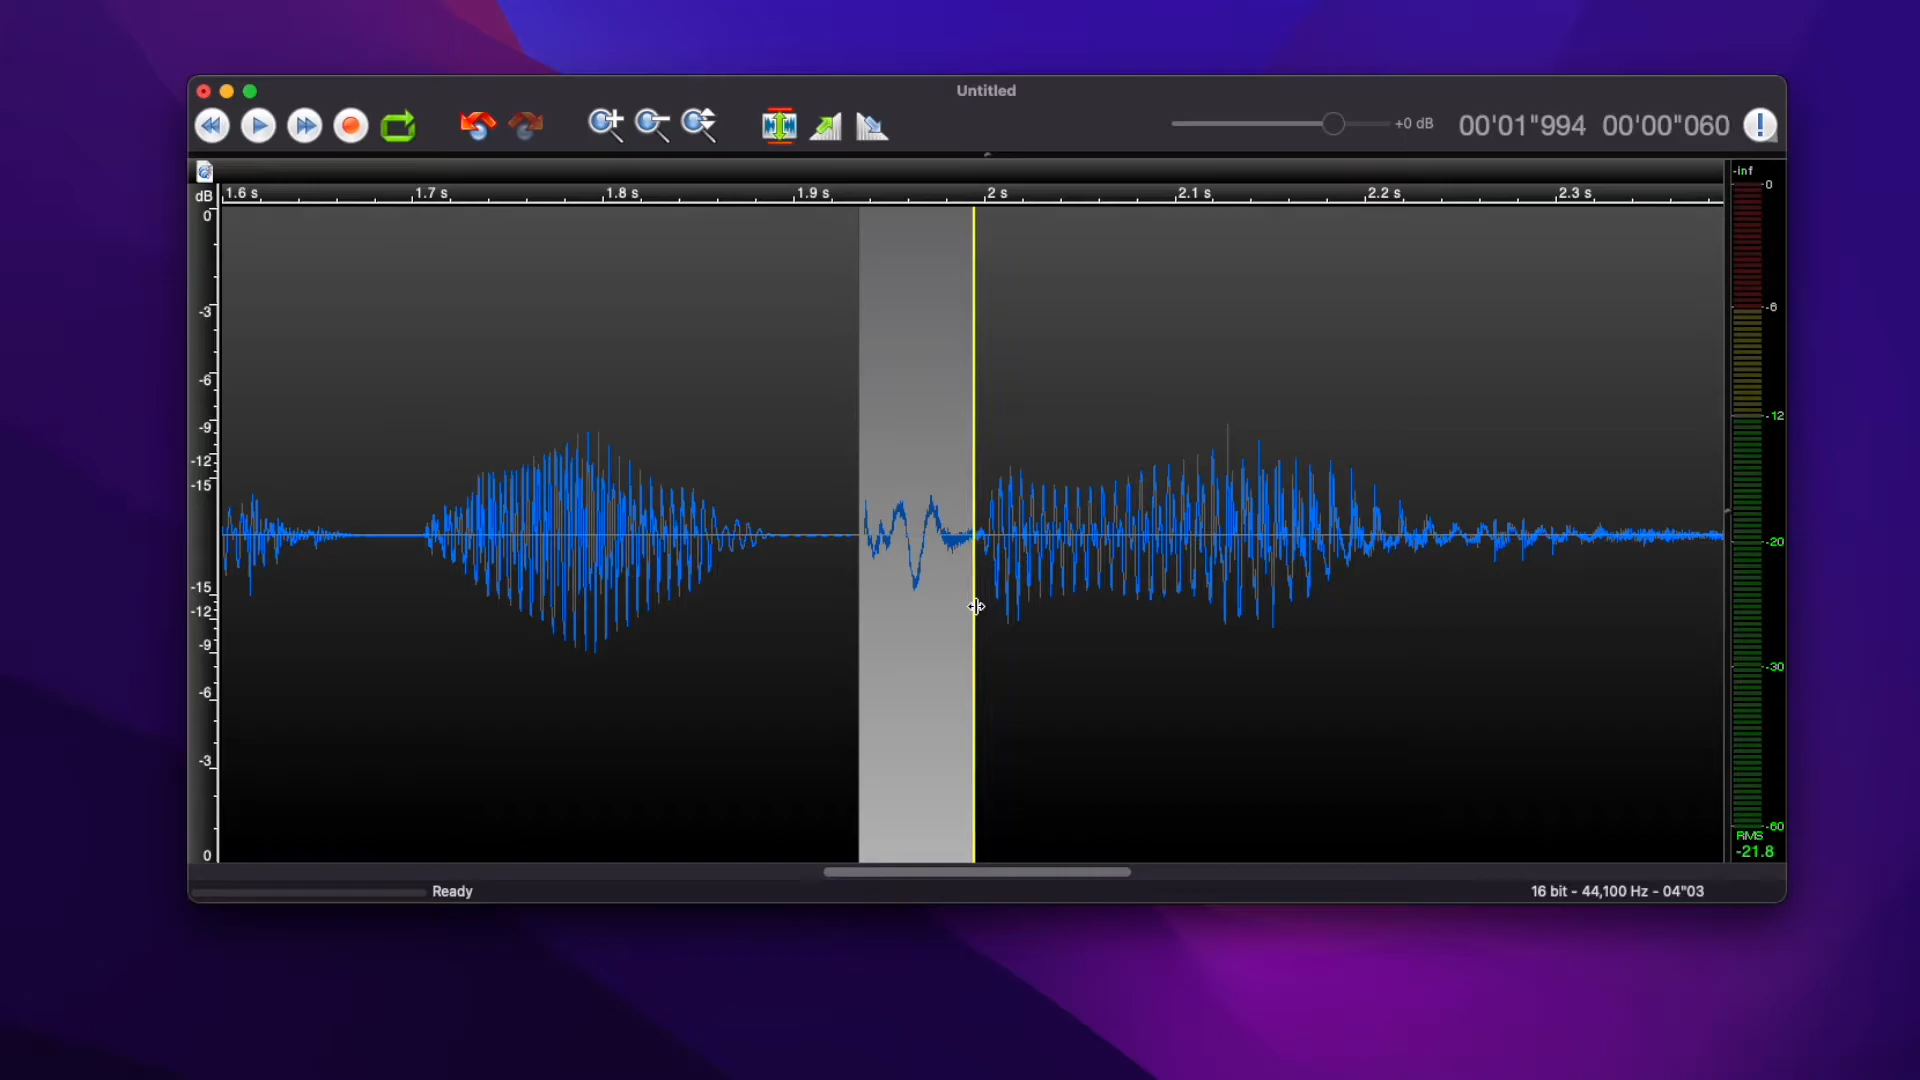 Untitled
+0 dB 00'01"994 00'00"060
-inf
dB 1.6 s 1.7 s 1.8 s 1.9 s 2 s 2.1 s 2.2 s 2.3 s
0
-3
-6
-9
-12
-15
-15
-12
-9
-6
-3
0
0
-6
-12
-20
-30
-60
RMS
-21.8
Ready
16 bit - 44,100 Hz - 04"03